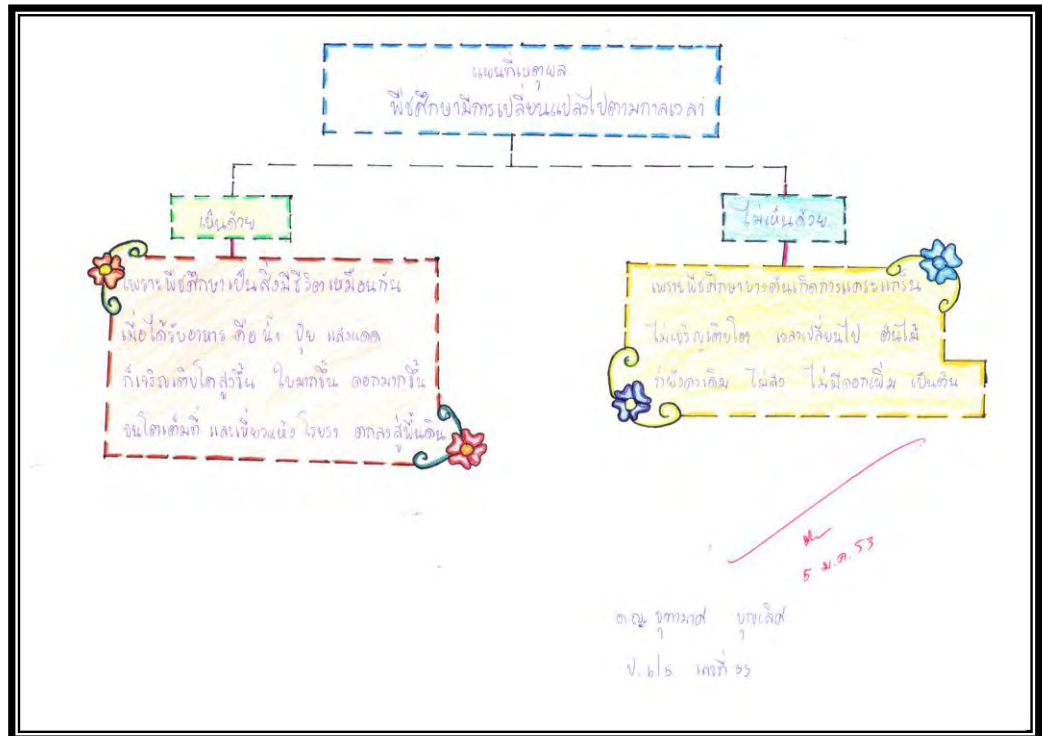 แผนที่เหตุผล
พืชศึกษามีการเปลี่ยนแปลงไปตามกาลเวลา
เห็นด้วย
ไม่เห็นด้วย
เพราะพืชศึกษาเป็นสิ่งมีชีวิตเหมือนกัน
เมื่อได้รับอาหาร คือ น้ำ ปุ๋ย แสงแดด
ก็เจริญเติบโตสูงขึ้น ใบมากขึ้น ดอกมากขึ้น
จนโตเต็มที่ และเหี่ยวแห้ง โรยรา ตกลงสู่พื้นดิน
เพราะพืชศึกษาบางต้นเกิดการแคระแกร็น
ไม่เจริญเติบโต เวลาเปลี่ยนไป ต้นไม้
ก็ยังคงเดิม ไม่สูง ไม่มีดอกเพิ่ม เป็นต้น
5 ม.ค. 53
ด.ญ. จุฑามาศ บุญเลิศ
ป. ๖/๖ เลขที่